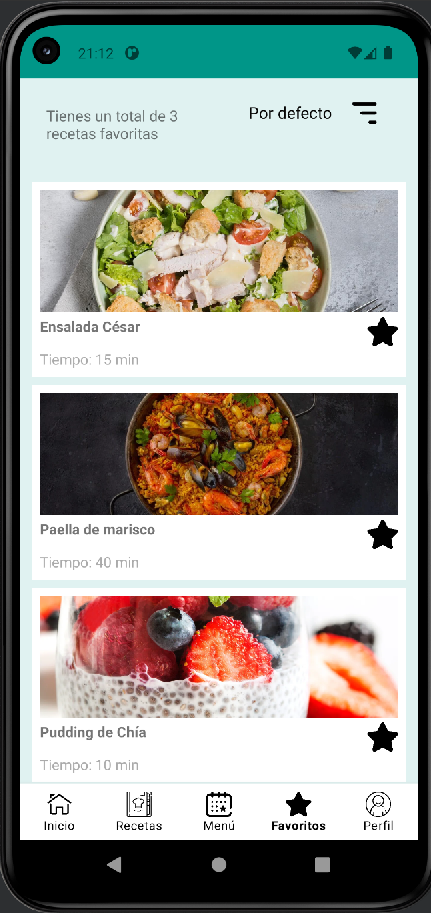 21:12
Tienes un total de 3
recetas favoritas
Por defecto
Ensalada César
Tiempo: 15 min
Paella de marisco
Tiempo: 40 min
Pudding de Chía
Tiempo: 10 min
Inicio
Recetas
Menú
Favoritos
Perfil